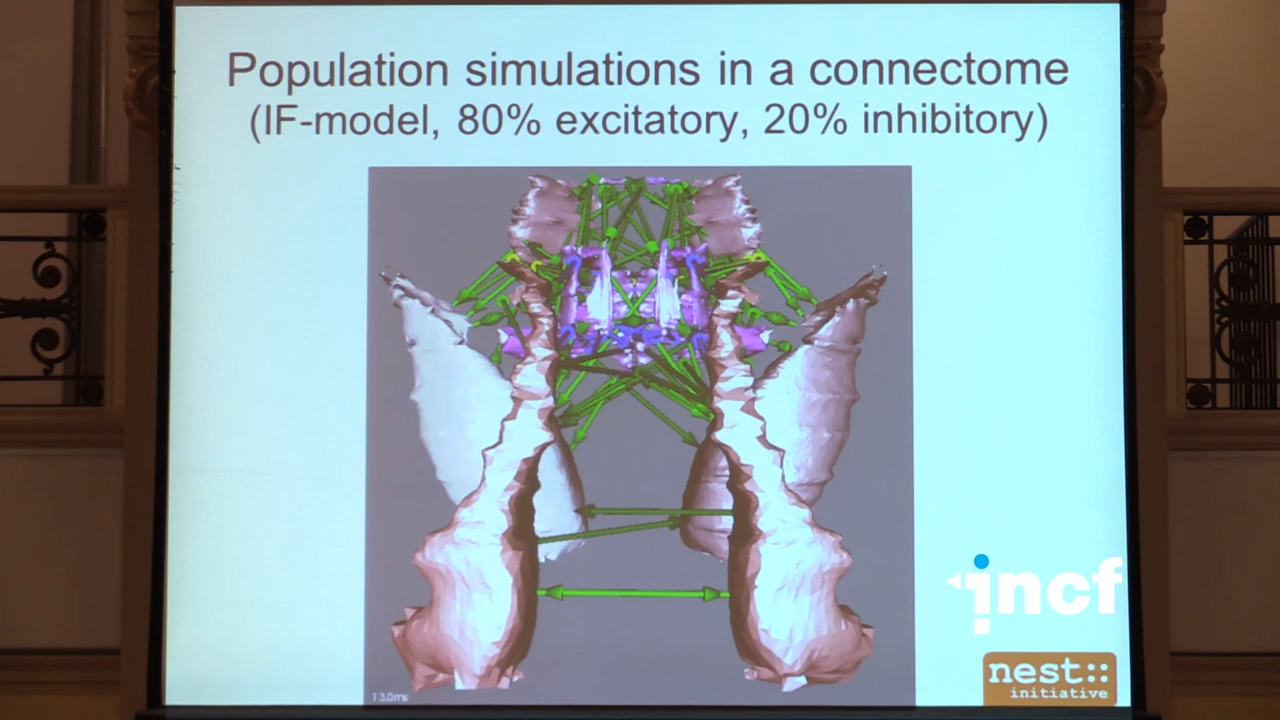 Population simulations in a connectome
(IF-model, 80% excitatory, 20% inhibitory)
13.0ms
incf
nest::
initiative